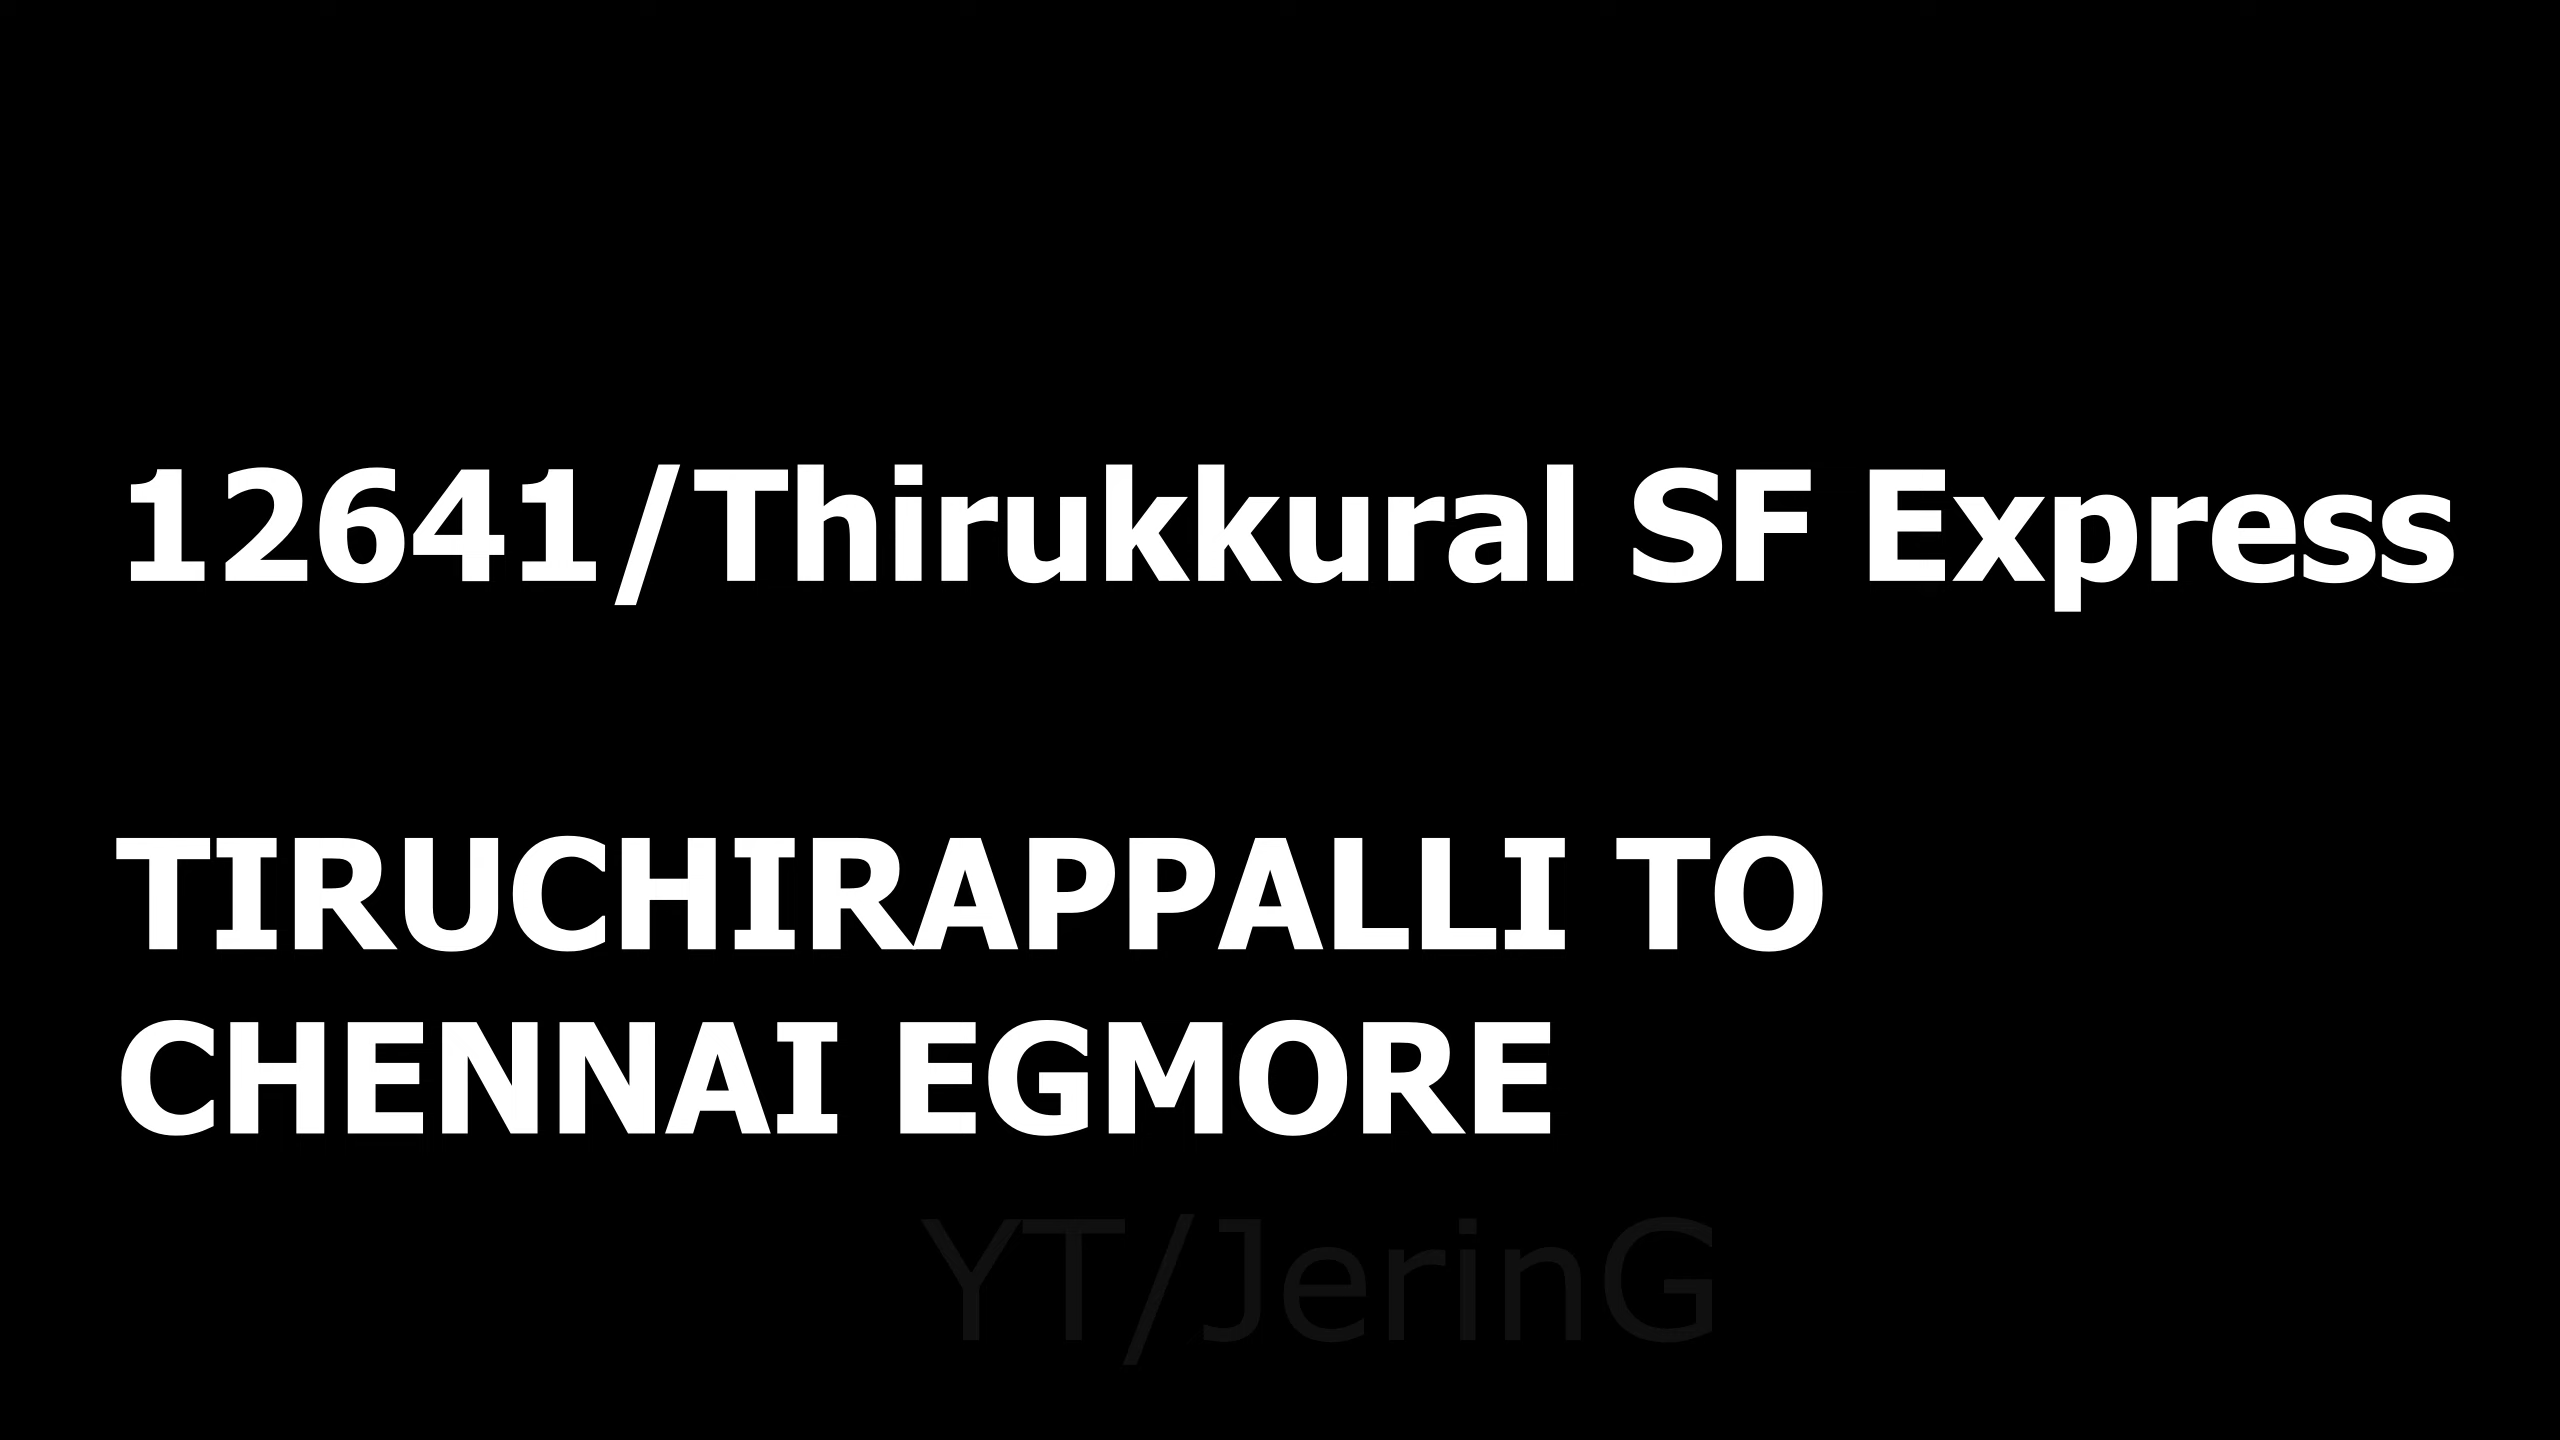 12641/Thirukkural SF Express
TIRUCHIRAPPALLI TO
CHENNAI EGMORE
YT/JerinG